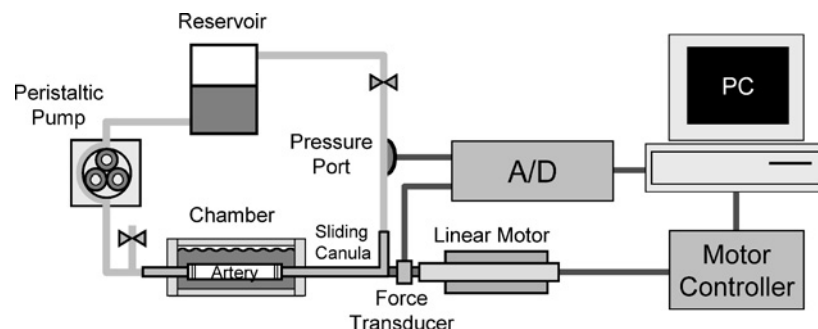 Reservoir
Peristaltic
Pump
PC
Pressure
Port
A/D
Chamber
Sliding
Canula
Linear Motor
Artery
Motor
Controller
Force
Transducer